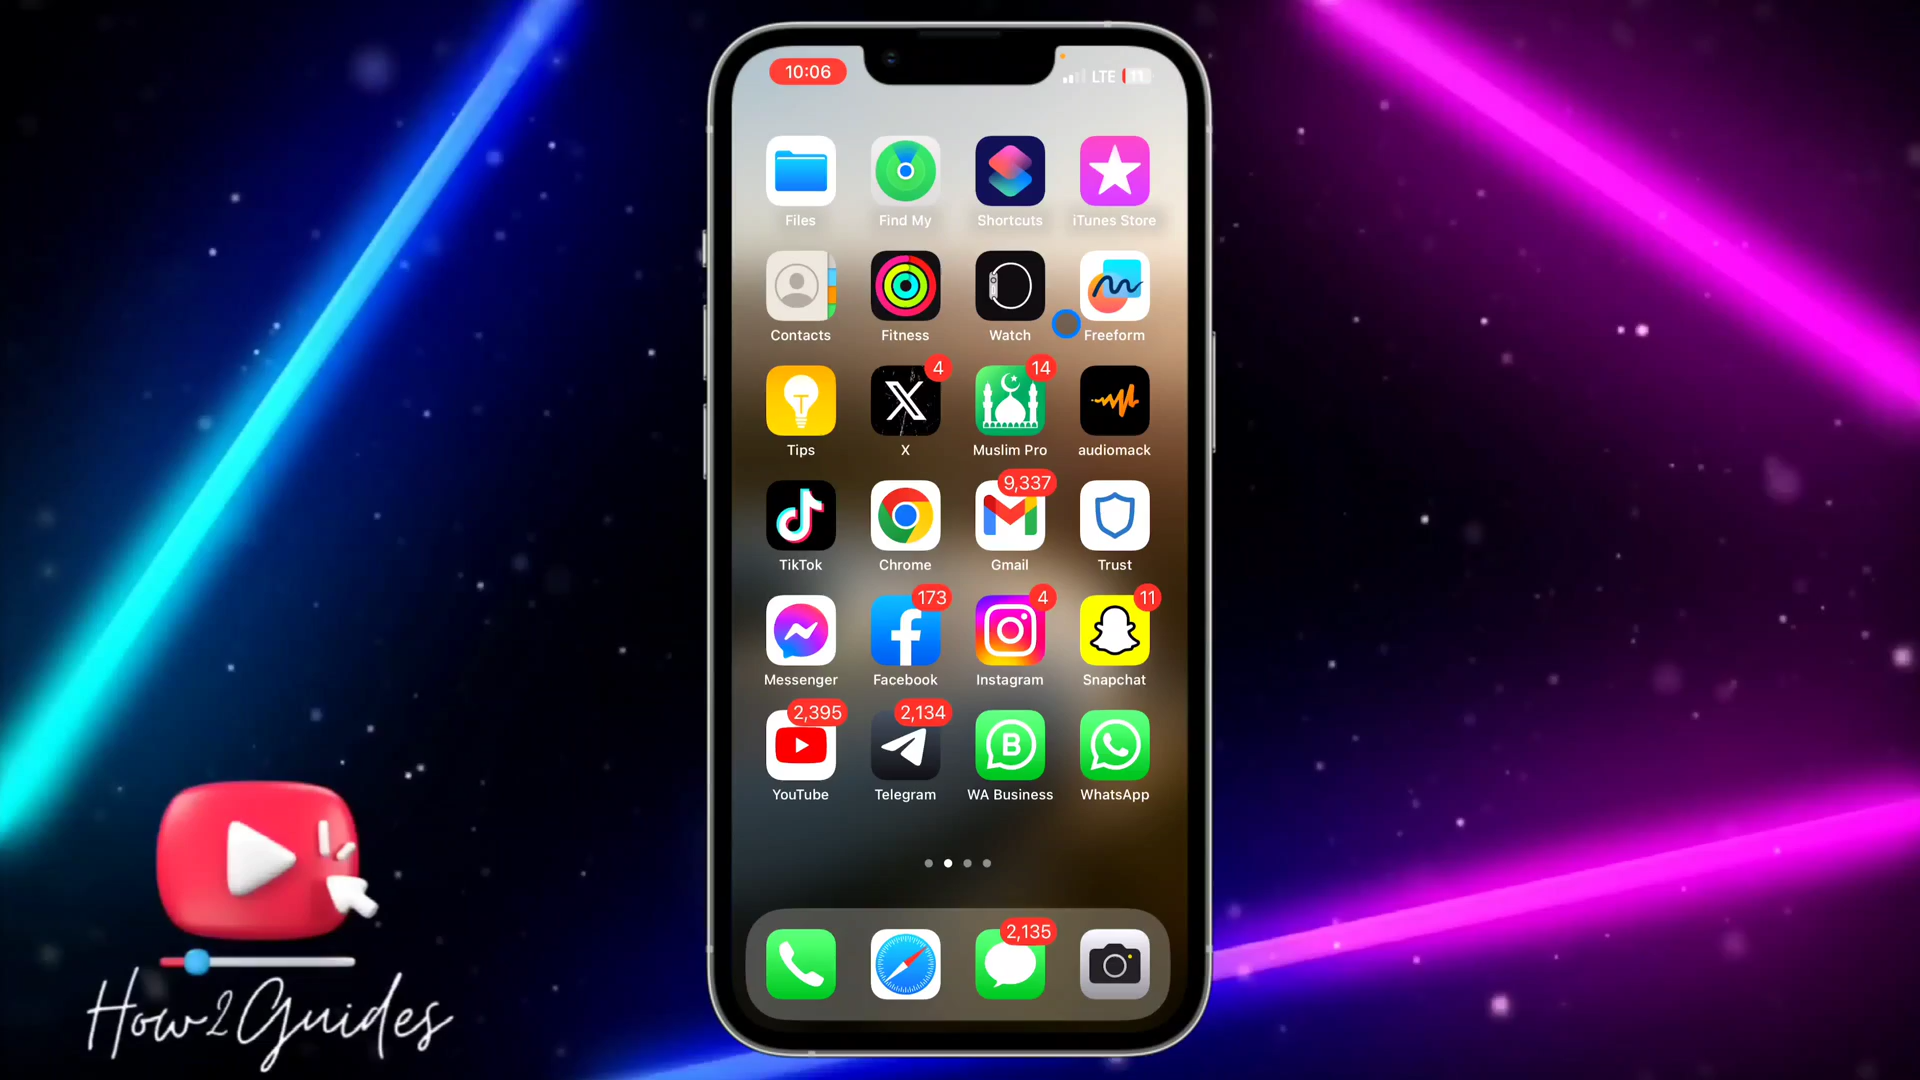 10:06
LTE 11
Files Find My Shortcuts iTunes Store
Contacts Fitness Watch Freeform
4 14
Tips X Muslim Pro audiomack
9,337
TikTok Chrome Gmail Trust
173 4 11
Messenger Facebook Instagram Snapchat
2,395 2,134
B
YouTube Telegram WA Business WhatsApp
2,135
How2Guides